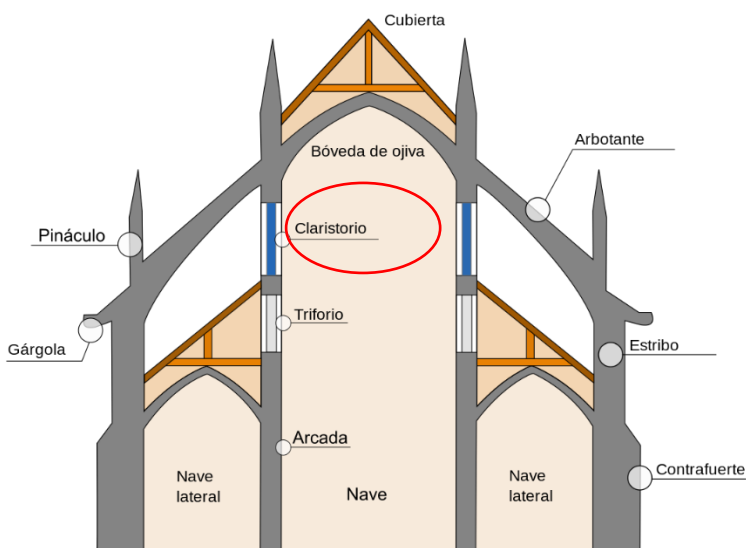 Cubierta
Bóveda de ojiva
Arbotante
Claristorio
Pináculo
Triforio
Gárgola
Estribo
Arcada
Nave
lateral
Nave
Nave
lateral
Contrafuerte